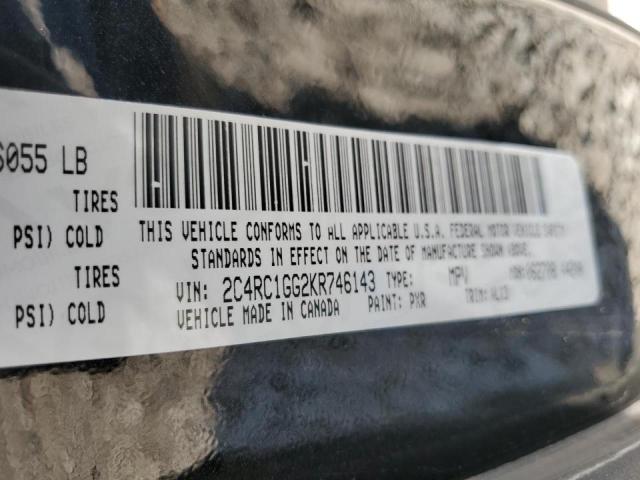 6055 LB
TIRES
PSI) COLD
PSI) COLD
THIS VEHICLE CONFORMS TO ALL APPLICABLE U.S.A. FEDERAL MOTOR VEHICLE SAFETY
STANDARDS IN EFFECT ON THE DATE OF MANUFACTURE SHOWN ABOVE.
VIN: 2C4RC1GG2KR746143 TYPE: MPV
VEHICLE MADE IN CANADA PAINT: PXR TRIM: